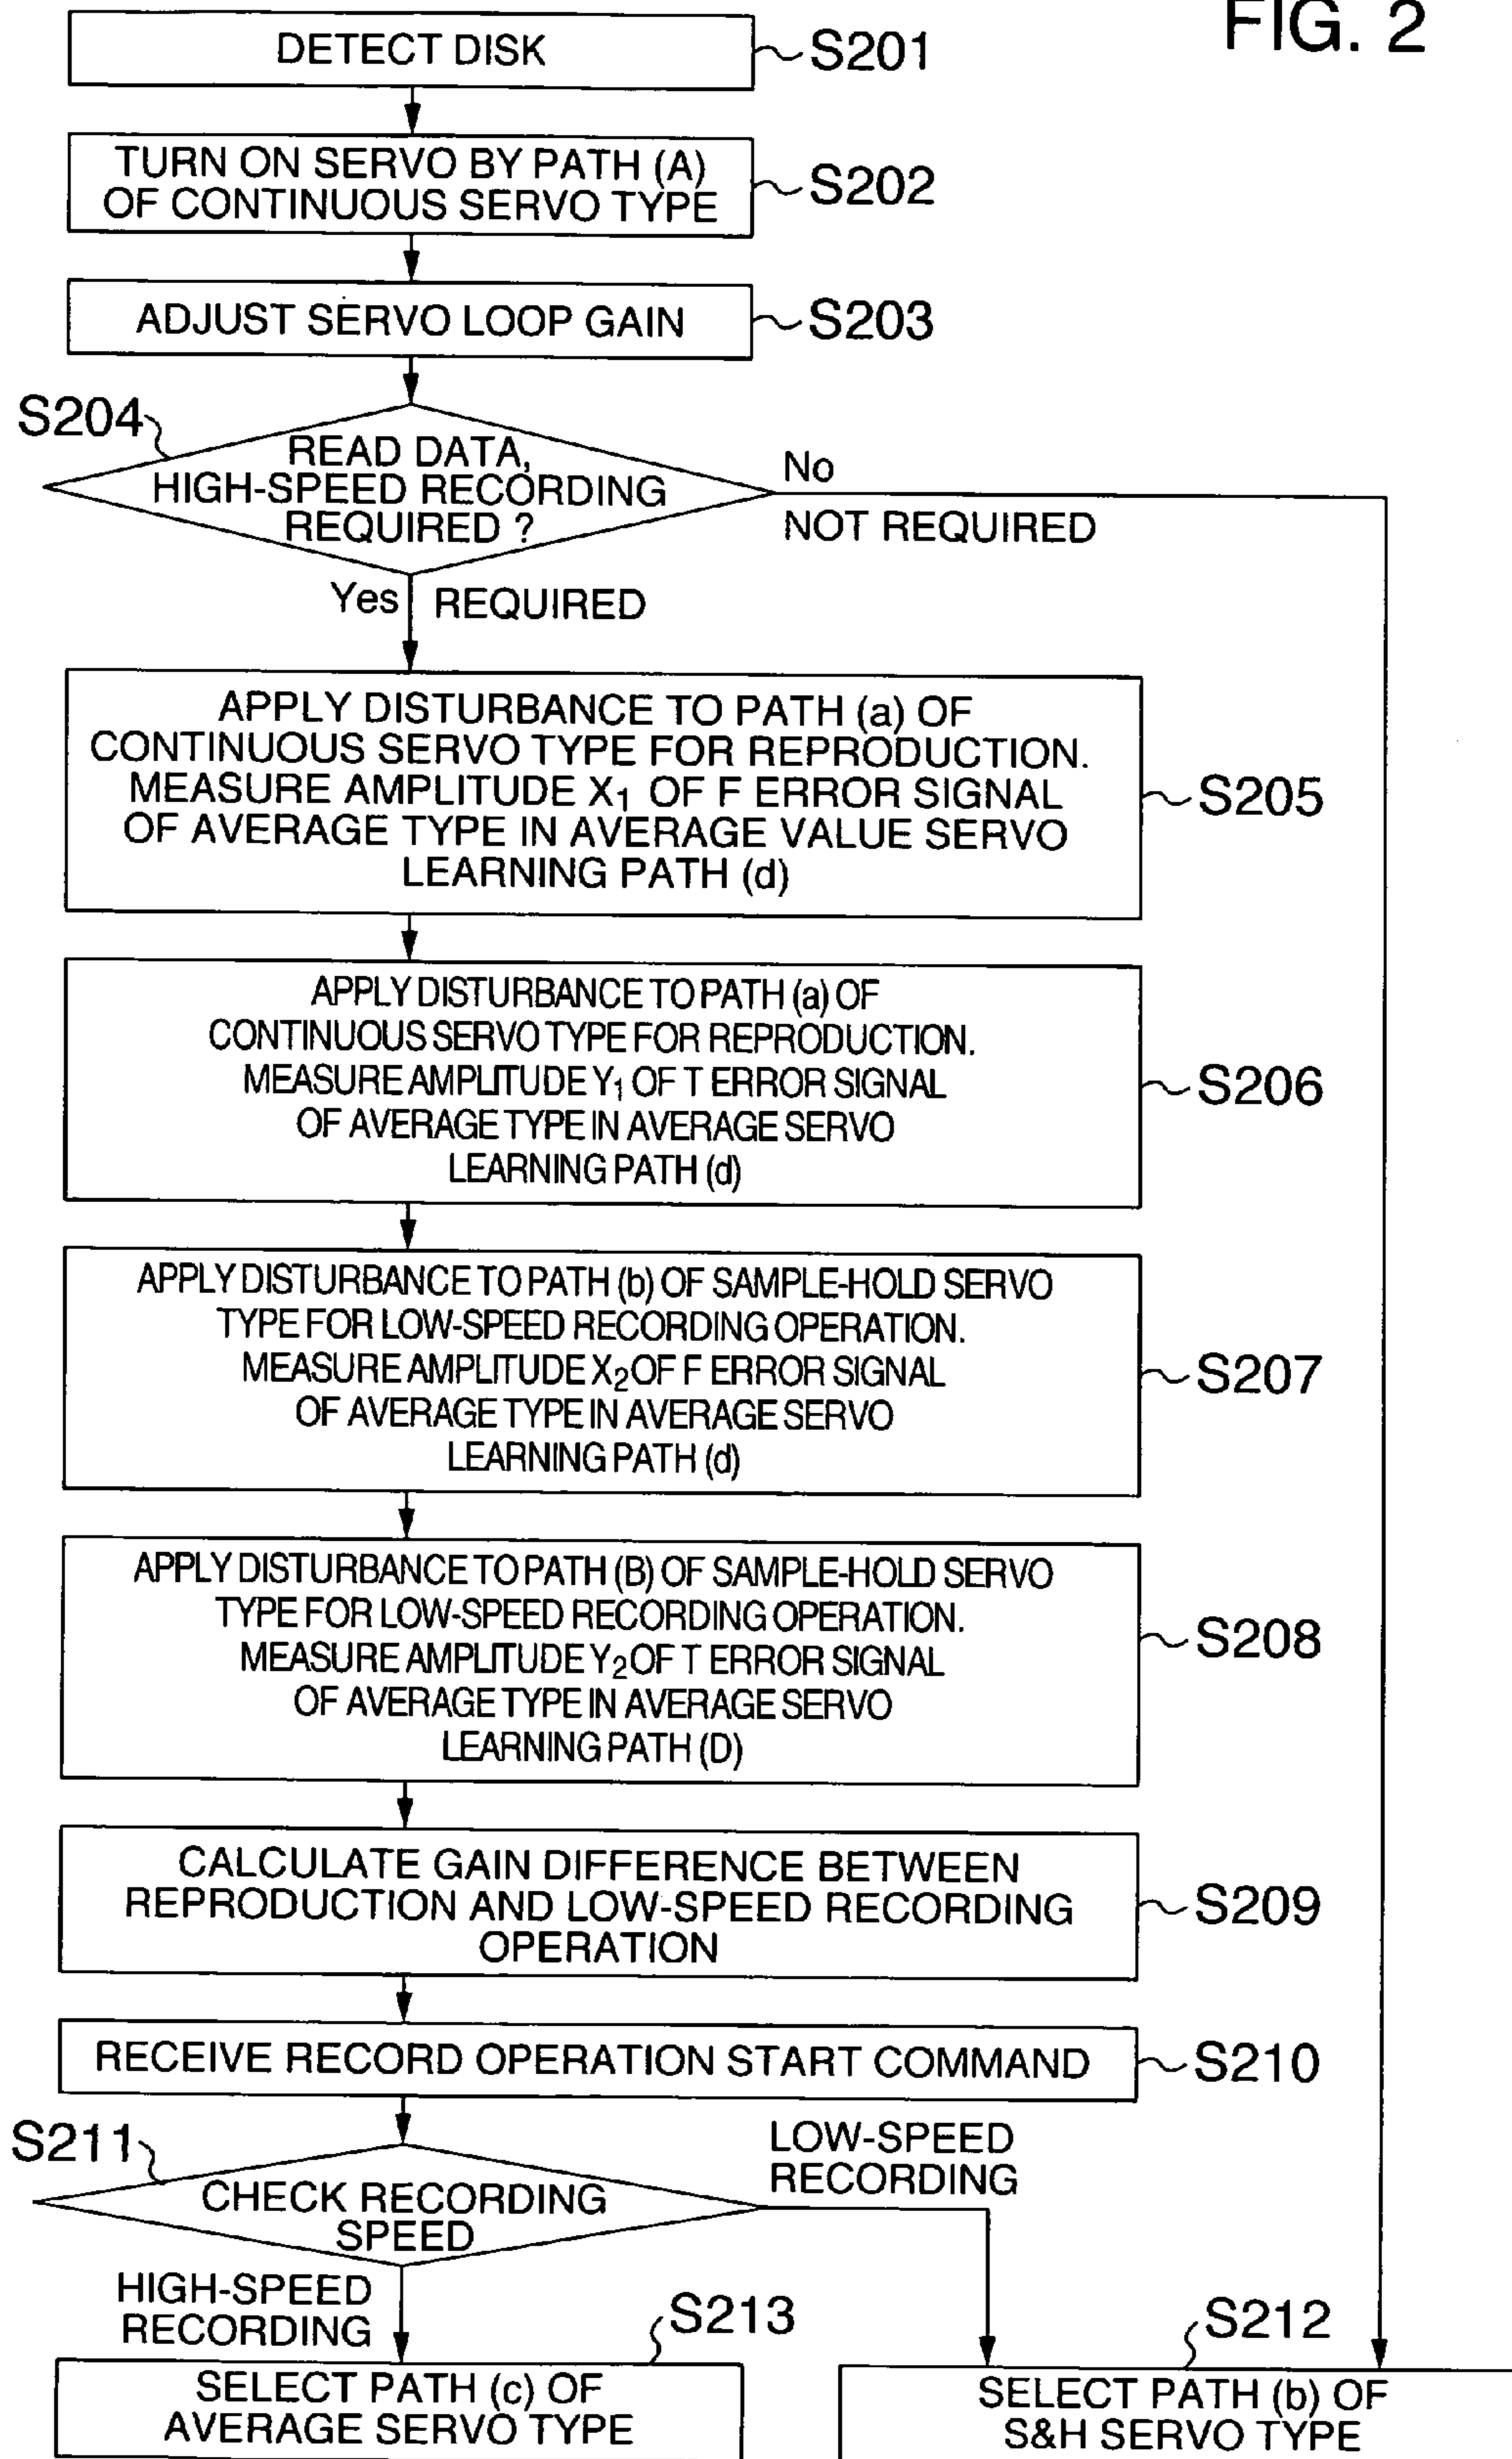 FIG. 2
DETECT DISK
S201
TURN ON SERVO BY PATH (A)
OF CONTINUOUS SERVO TYPE
S202
ADJUST SERVO LOOP GAIN
S203
S204
READ DATA,
HIGH-SPEED RECORDING
REQUIRED ?
No
NOT REQUIRED
Yes
REQUIRED
APPLY DISTURBANCE TO PATH (a) OF
CONTINUOUS SERVO TYPE FOR REPRODUCTION.
MEASURE AMPLITUDE X1 OF F ERROR SIGNAL
OF AVERAGE TYPE IN AVERAGE VALUE SERVO
LEARNING PATH (d)
S205
APPLY DISTURBANCE TO PATH (a) OF
CONTINUOUS SERVO TYPE FOR REPRODUCTION.
MEASURE AMPLITUDE Y1 OF T ERROR SIGNAL
OF AVERAGE TYPE IN AVERAGE SERVO
LEARNING PATH (d)
S206
APPLY DISTURBANCE TO PATH (b) OF SAMPLE-HOLD SERVO
TYPE FOR LOW-SPEED RECORDING OPERATION.
MEASURE AMPLITUDE X2 OF F ERROR SIGNAL
OF AVERAGE TYPE IN AVERAGE SERVO
LEARNING PATH (d)
S207
APPLY DISTURBANCE TO PATH (B) OF SAMPLE-HOLD SERVO
TYPE FOR LOW-SPEED RECORDING OPERATION.
MEASURE AMPLITUDE Y2 OF T ERROR SIGNAL
OF AVERAGE TYPE IN AVERAGE SERVO
LEARNING PATH (D)
S208
CALCULATE GAIN DIFFERENCE BETWEEN
REPRODUCTION AND LOW-SPEED RECORDING
OPERATION
S209
RECEIVE RECORD OPERATION START COMMAND
S210
S211
CHECK RECORDING
SPEED
LOW-SPEED
RECORDING
HIGH-SPEED
RECORDING
S213
SELECT PATH (c) OF
AVERAGE SERVO TYPE
S212
SELECT PATH (b) OF
S&H SERVO TYPE